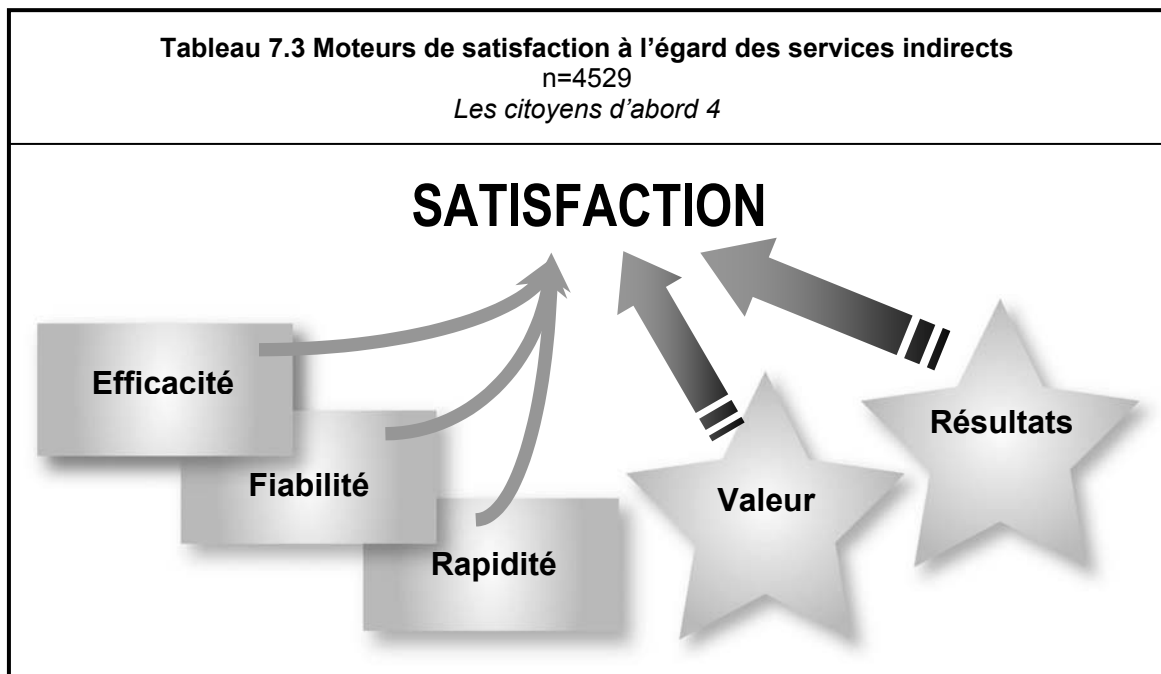 Tableau 7.3 Moteurs de satisfaction à l’égard des services indirects
n=4529
Les citoyens d’abord 4
SATISFACTION
Efficacité
Fiabilité
Rapidité
Valeur
Résultats